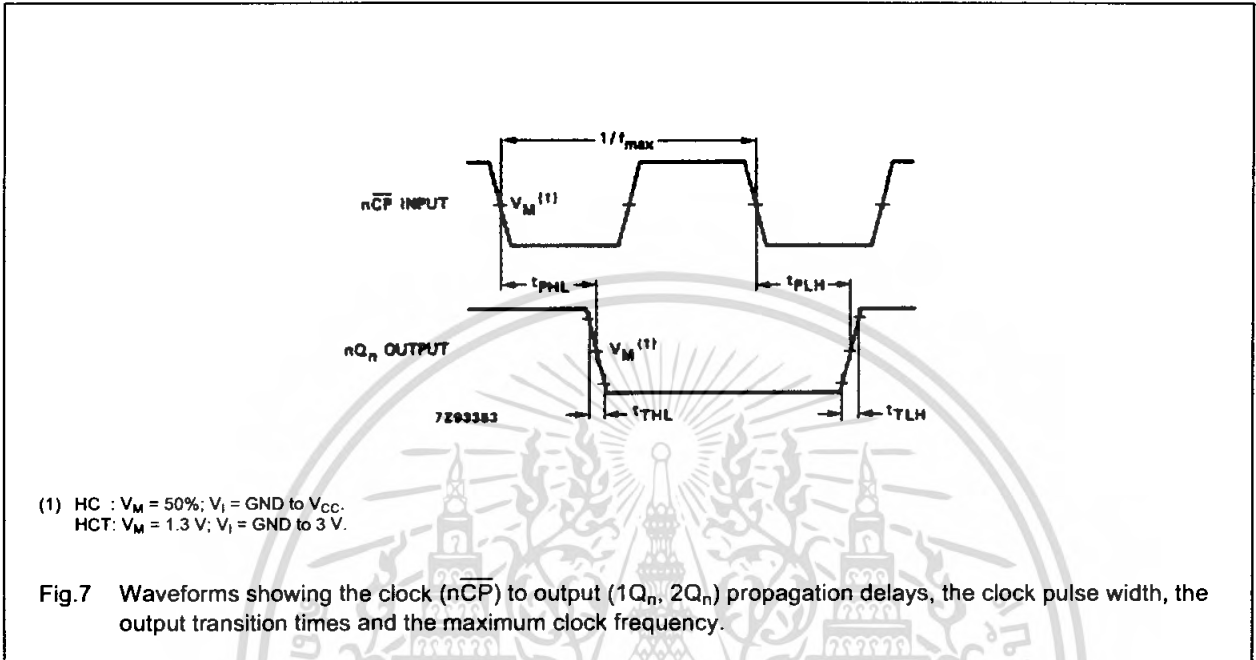 1/f_max
nC̅P̅ INPUT
V_M (1)
t_PHL
t_PLH
nQ_n OUTPUT
V_M (1)
7Z93383
t_THL
t_TLH
(1) HC : V_M = 50%; V_I = GND to V_CC.
HCT: V_M = 1.3 V; V_I = GND to 3 V.
Fig.7 Waveforms showing the clock (nC̅P̅) to output (1Q_n, 2Q_n) propagation delays, the clock pulse width, the
output transition times and the maximum clock frequency.